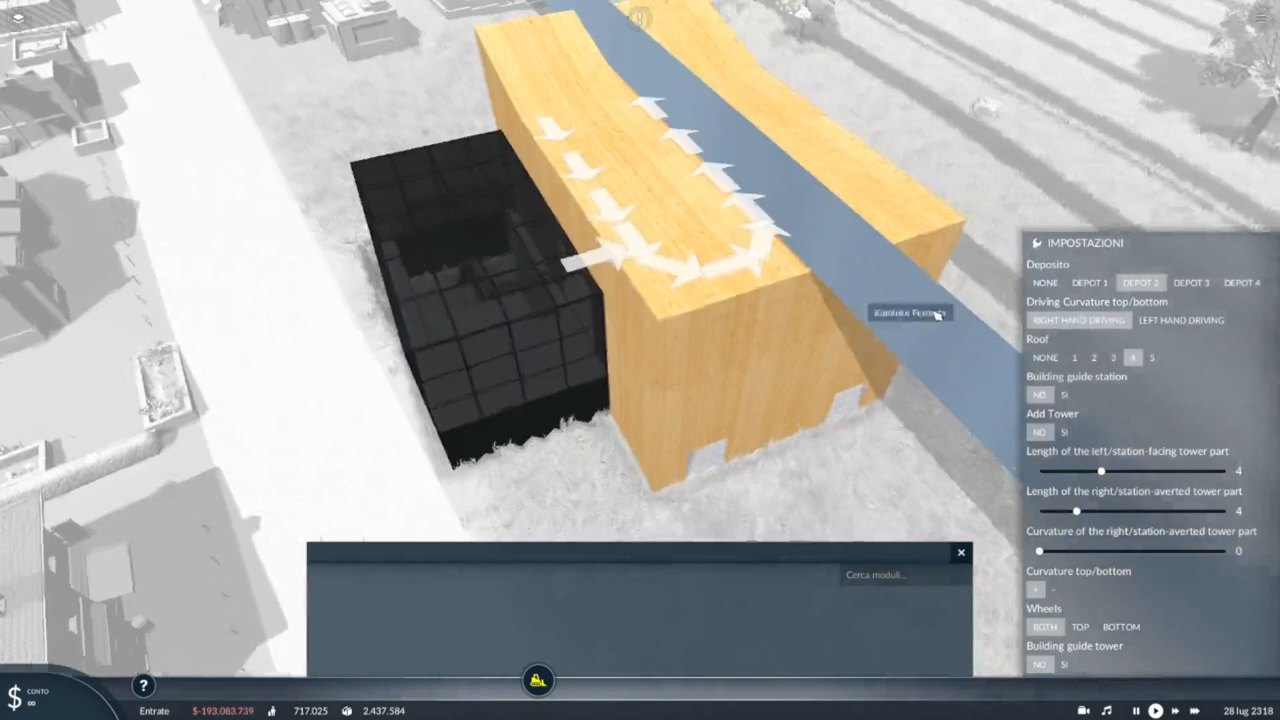 IMPOSTAZIONI
Deposito
NONE DEPOT 1 DEPOT 2 DEPOT 3 DEPOT 4
Driving Curvature top/bottom
RIGHT HAND DRIVING LEFT HAND DRIVING
Roof
NONE 1 2 3 4 5
Building guide station
NO SI
Add Tower
NO SI
Length of the left/station-facing tower part
4
Length of the right/station-averted tower part
4
Curvature of the right/station-averted tower part
0
Curvature top/bottom
+ -
Wheels
BOTH TOP BOTTOM
Building guide tower
NO SI
Cerca moduli...
?
$ CONTO
∞
Entrate $-193.063.739 717.025 2.437.584 28 lug 2318